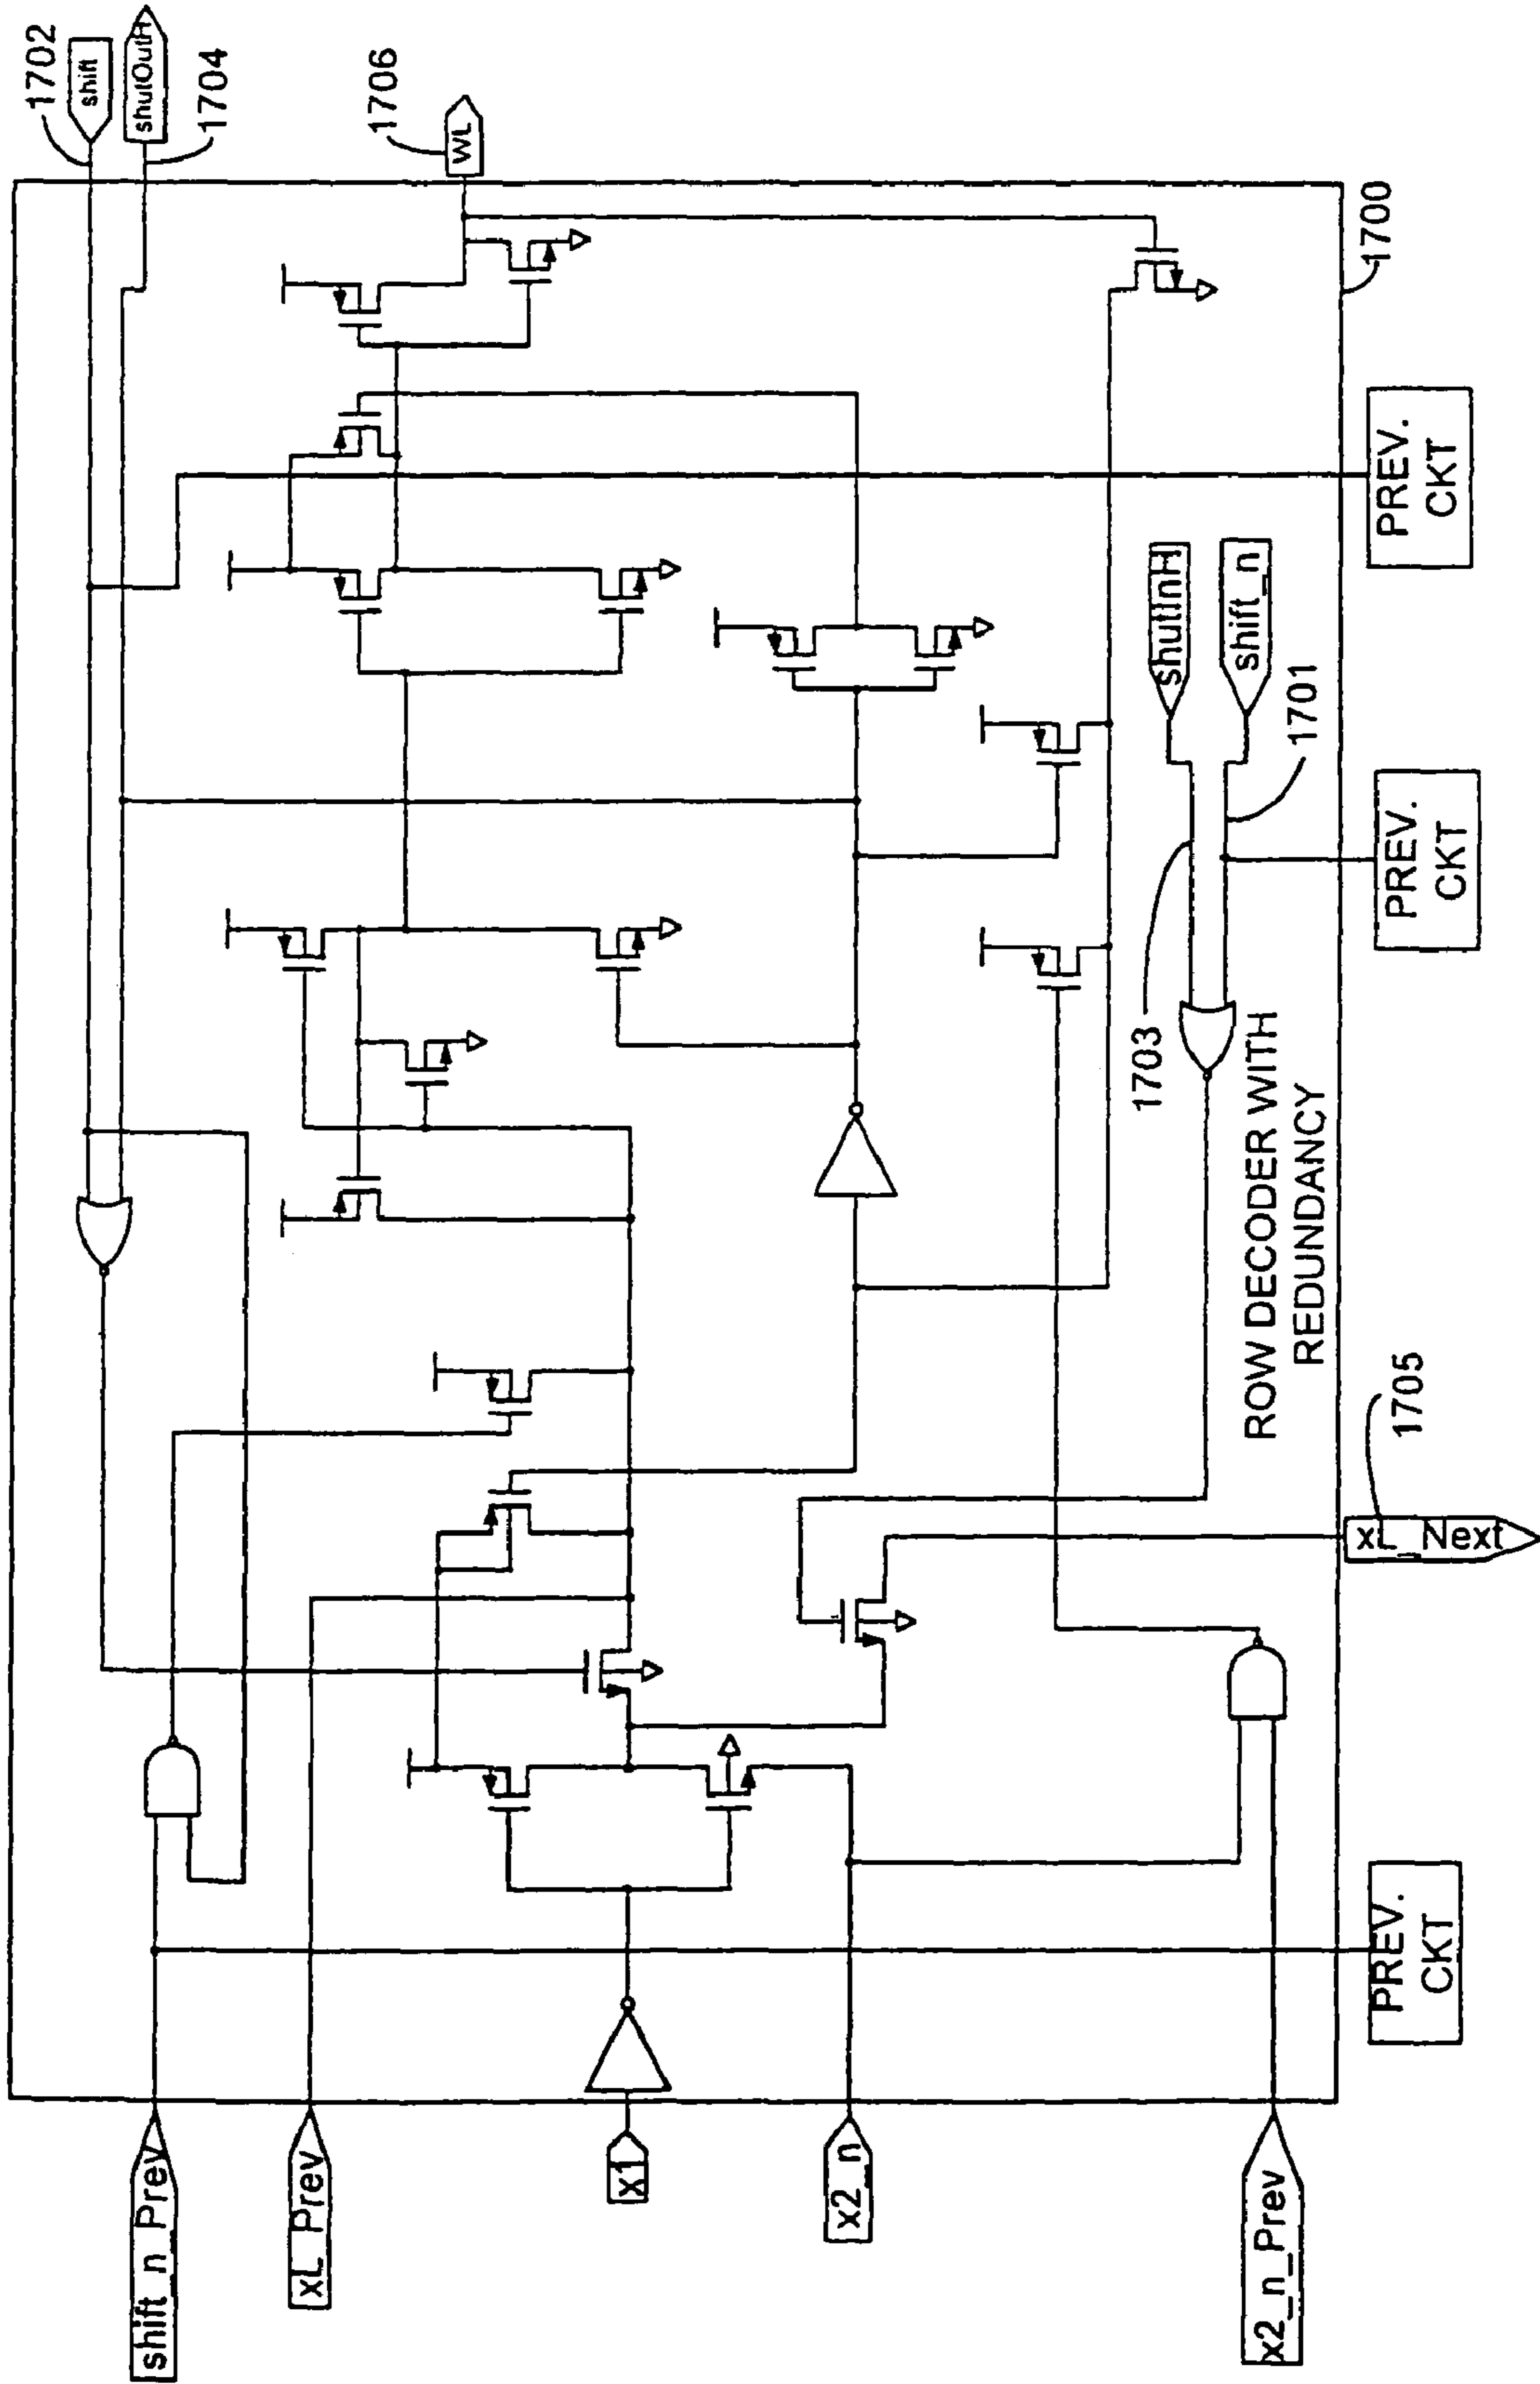 1702
shift
shutOutH
1704
1706
WL
1700
PREV.
CKT
shutInH
shift_n
1701
PREV.
CKT
1703
ROW DECODER WITH
REDUNDANCY
1705
xL_Next
PREV.
CKT
shift_n_Prev
xL_Prev
x1
x2_n
x2_n_Prev